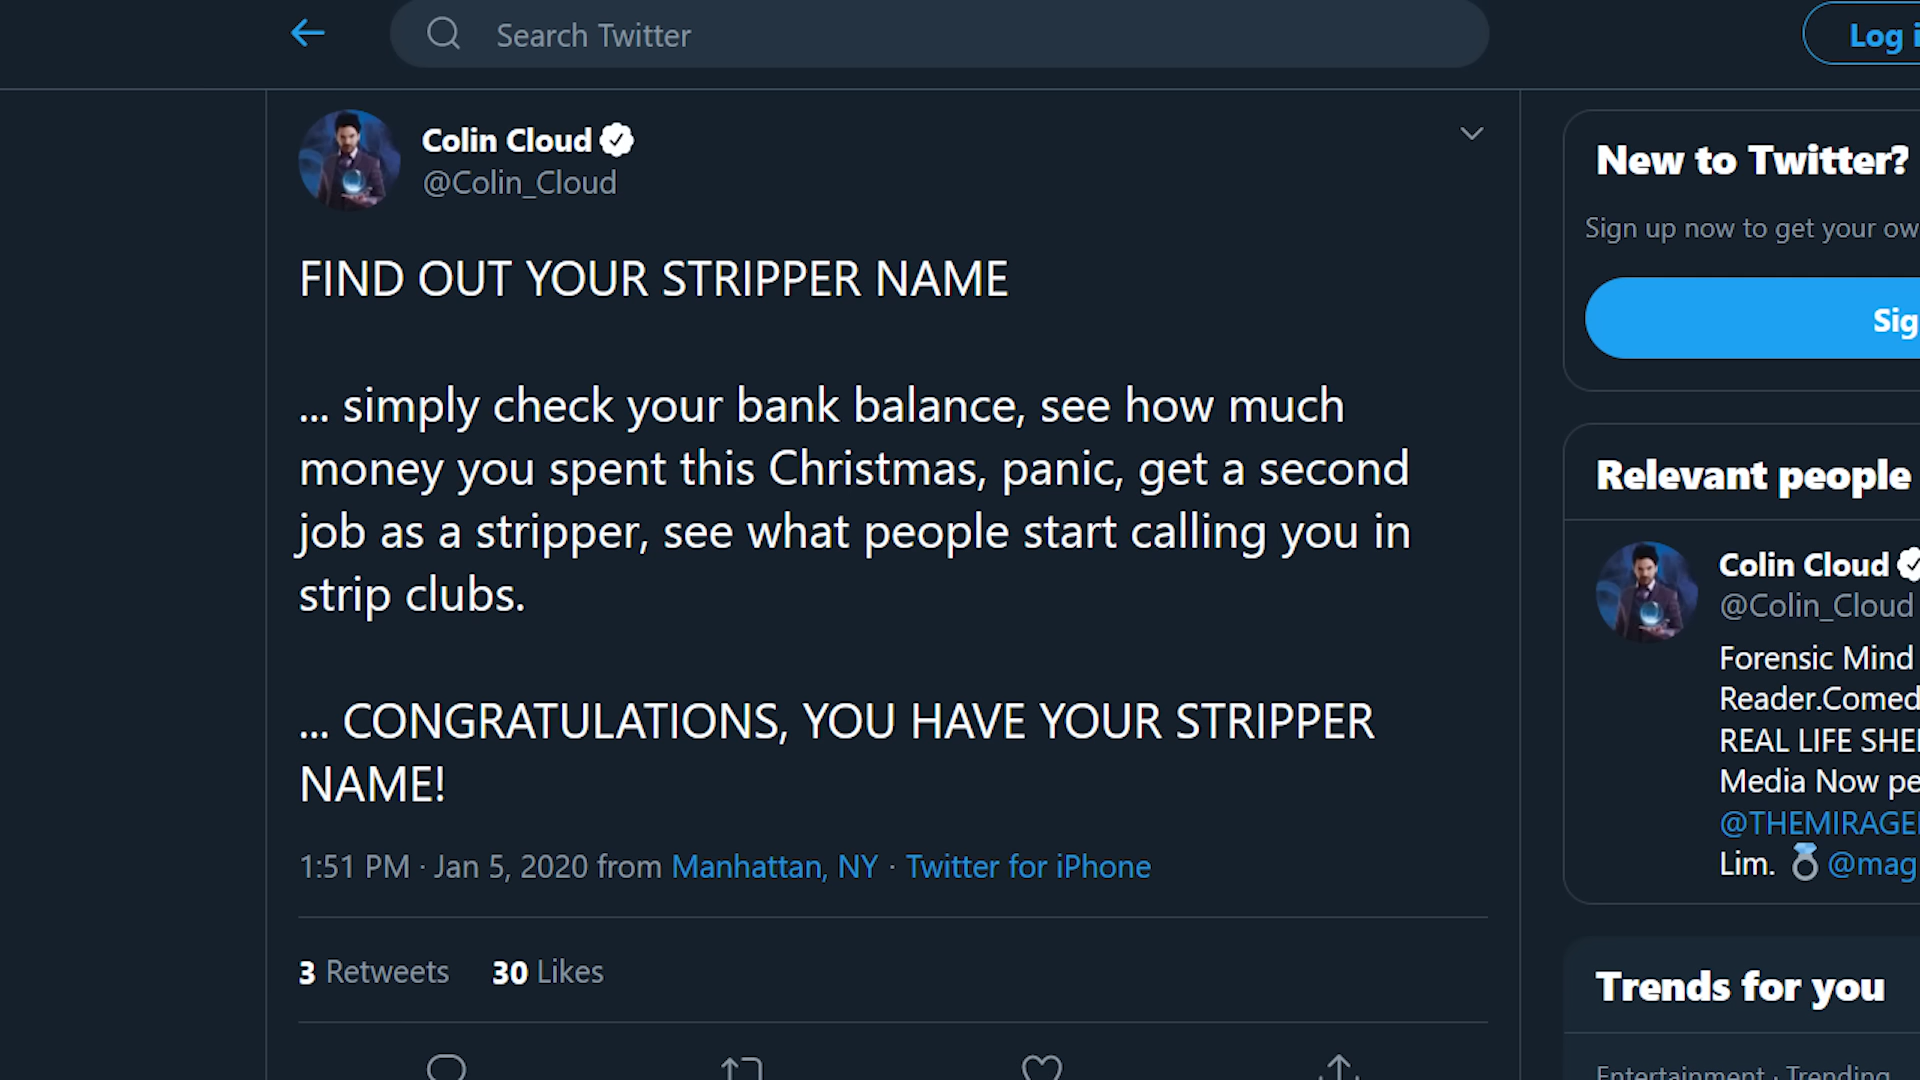 Search Twitter
Log i
Colin Cloud
@Colin_Cloud
FIND OUT YOUR STRIPPER NAME
... simply check your bank balance, see how much
money you spent this Christmas, panic, get a second
job as a stripper, see what people start calling you in
strip clubs.
... CONGRATULATIONS, YOU HAVE YOUR STRIPPER
NAME!
1:51 PM · Jan 5, 2020 from Manhattan, NY · Twitter for iPhone
3 Retweets 30 Likes
New to Twitter?
Sign up now to get your ow
Sig
Relevant people
Colin Cloud
@Colin_Cloud
Forensic Mind
Reader.Comed
REAL LIFE SHE
Media Now pe
@THEMIRAGE
Lim. 💍 @mag
Trends for you
Entertainment · Trending